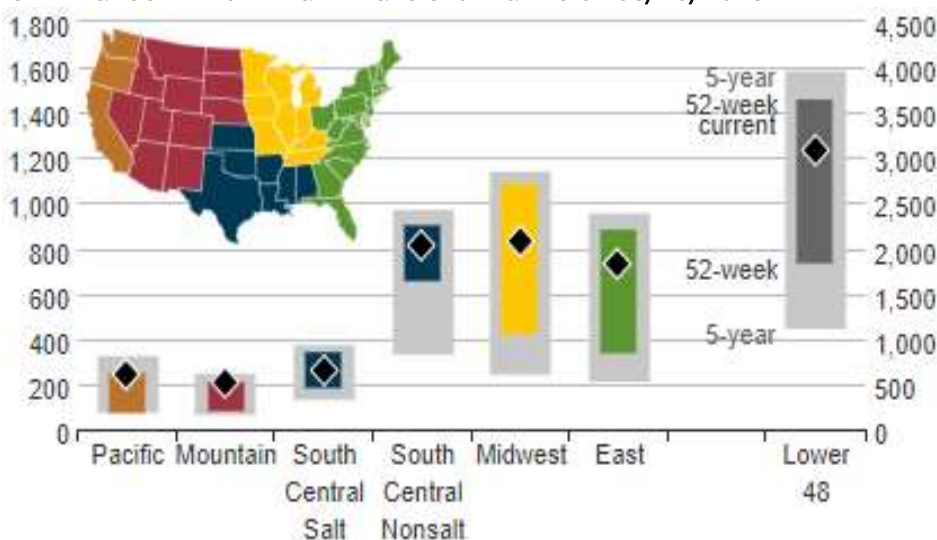 1,800
1,600
1,400
1,200
1,000
800
600
400
200
0
4,500
4,000
3,500
3,000
2,500
2,000
1,500
1,000
500
0
5-year
52-week
current
52-week
5-year
Pacific
Mountain
South
Central
Salt
South
Central
Nonsalt
Midwest
East
Lower
48